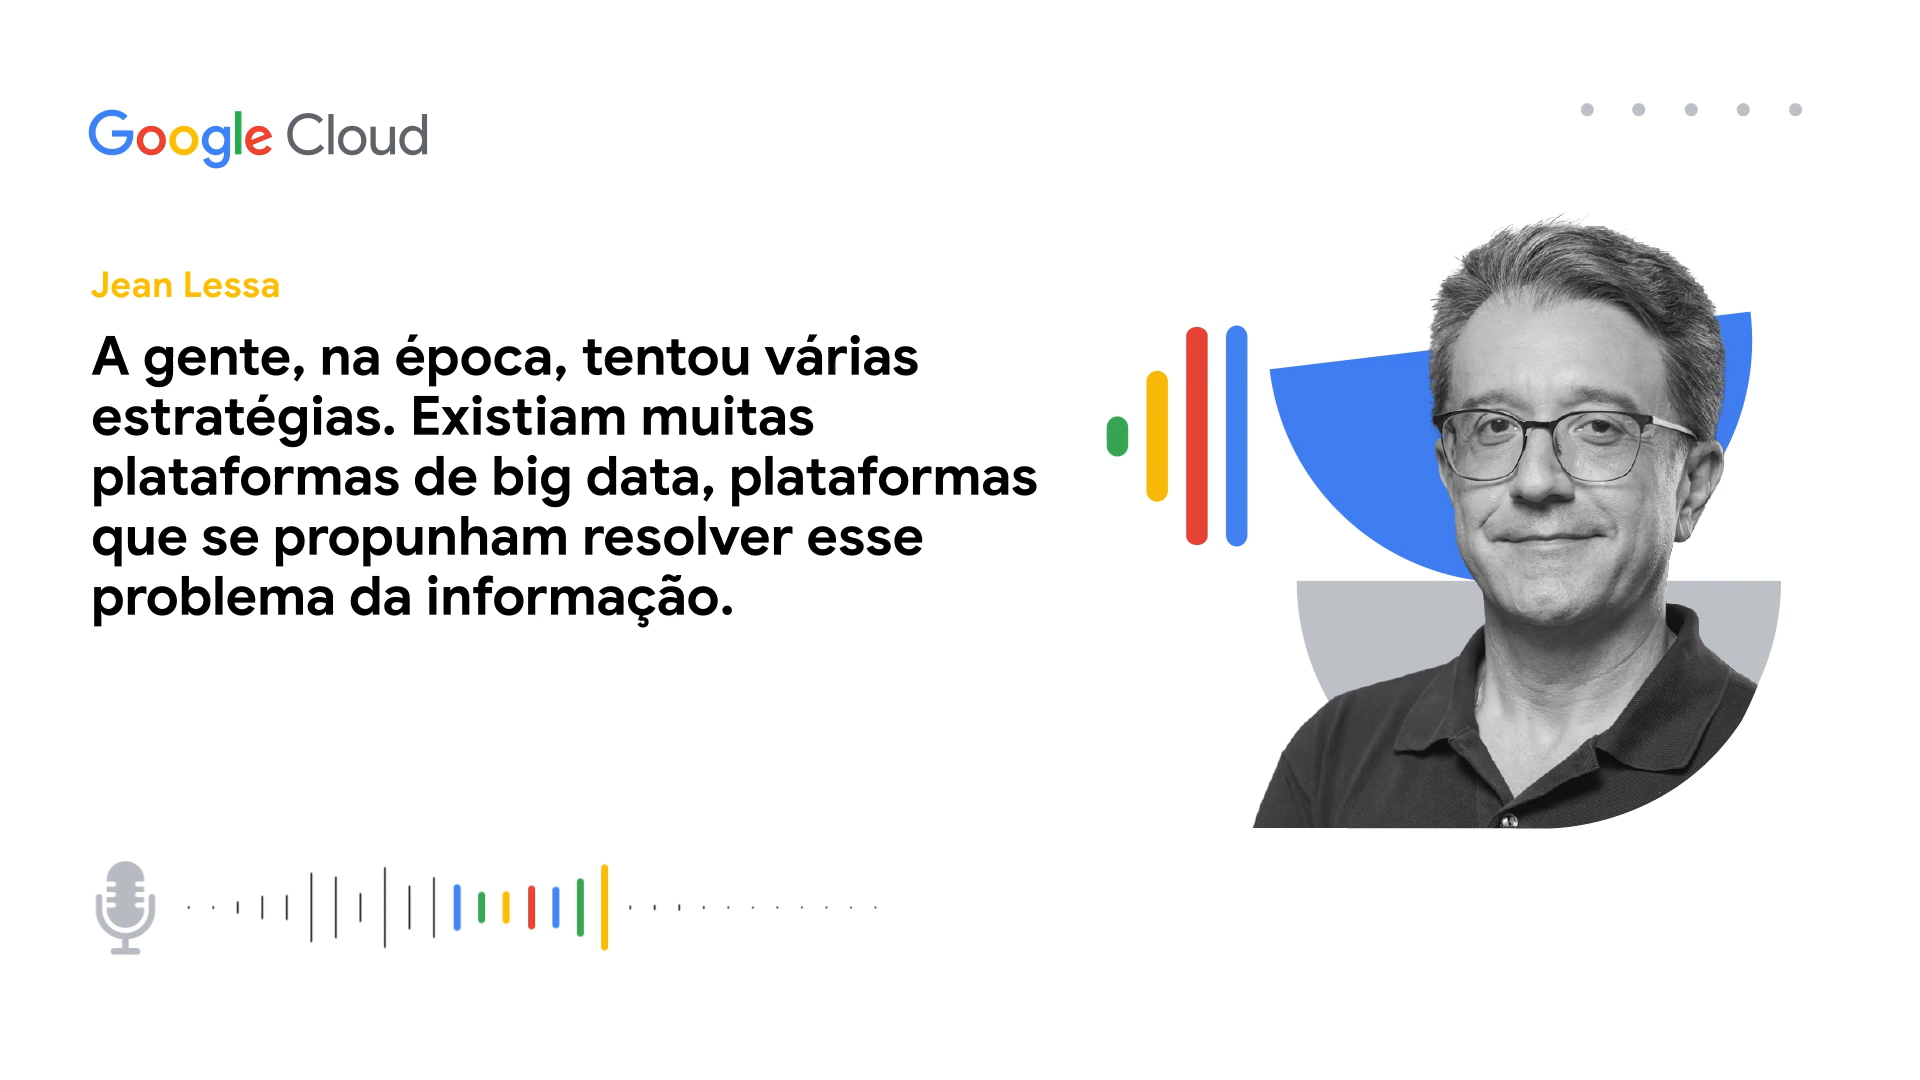 Google Cloud
Jean Lessa
A gente, na época, tentou várias
estratégias. Existiam muitas
plataformas de big data, plataformas
que se propunham resolver esse
problema da informação.